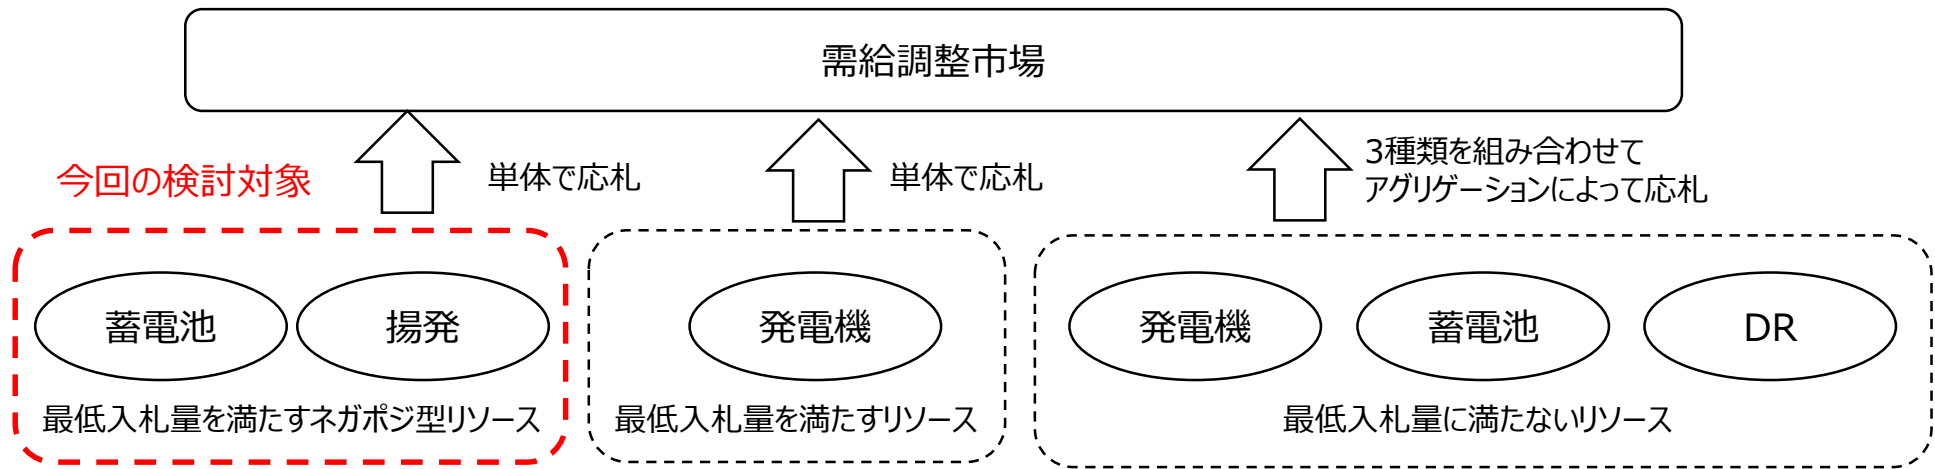 需給調整市場
今回の検討対象
単体で応札
単体で応札
3種類を組み合わせて
アグリゲーションによって応札
蓄電池
揚発
発電機
発電機
蓄電池
DR
最低入札量を満たすネガポジ型リソース
最低入札量を満たすリソース
最低入札量に満たないリソース